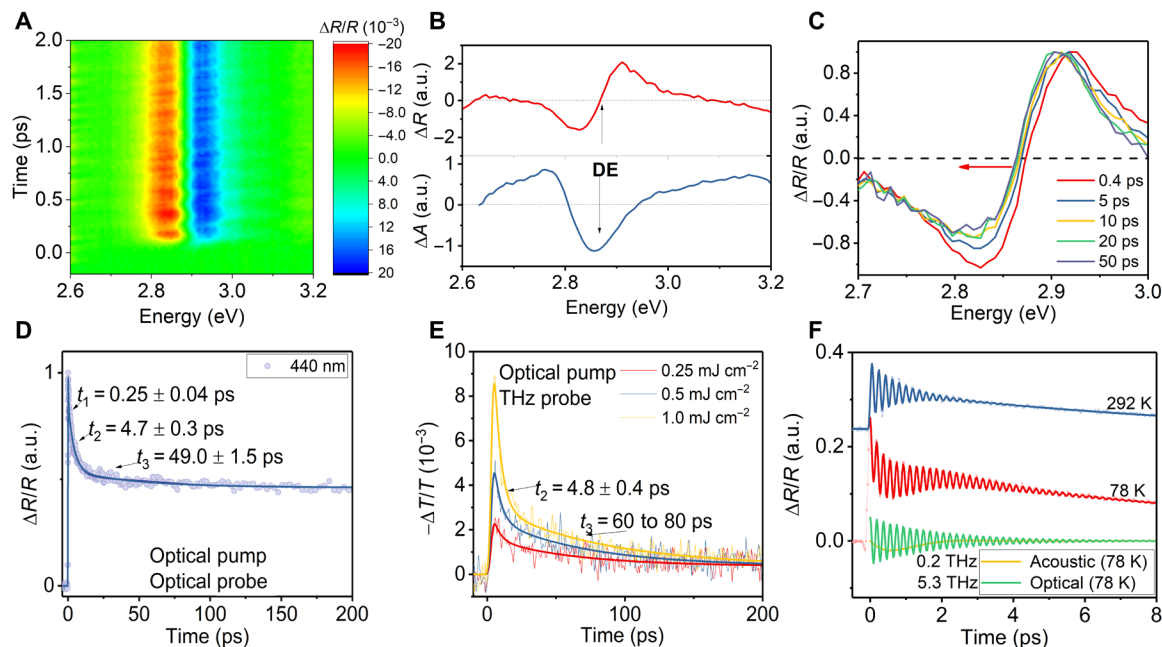 A
ΔR/R (10⁻³)
2.0
1.5
1.0
0.5
0.0
Time (ps)
2.6
2.8
3.0
3.2
Energy (eV)
−20
−16
−12
−8
−4
0.0
4
8
12
16
20
B
2
0
−2
ΔR (a.u.)
1
0
−1
ΔA (a.u.)
DE
2.6
2.8
3.0
3.2
Energy (eV)
C
0.8
0.4
0.0
−0.4
−0.8
ΔR/R (a.u.)
0.4 ps
5 ps
10 ps
20 ps
50 ps
2.7
2.8
2.9
3.0
Energy (eV)
D
1
0
ΔR/R (a.u.)
440 nm
t₁ = 0.25 ± 0.04 ps
t₂ = 4.7 ± 0.3 ps
t₃ = 49.0 ± 1.5 ps
Optical pump
Optical probe
0
50
100
150
200
Time (ps)
E
10
8
6
4
2
0
−ΔT/T (10⁻³)
Optical pump
THz probe
0.25 mJ cm⁻²
0.5 mJ cm⁻²
1.0 mJ cm⁻²
t₂ = 4.8 ± 0.4 ps
t₃ = 60 to 80 ps
0
100
200
Time (ps)
F
0.4
0.2
0.0
ΔR/R (a.u.)
292 K
78 K
0.2 THz
Acoustic (78 K)
5.3 THz
Optical (78 K)
0
2
4
6
8
Time (ps)